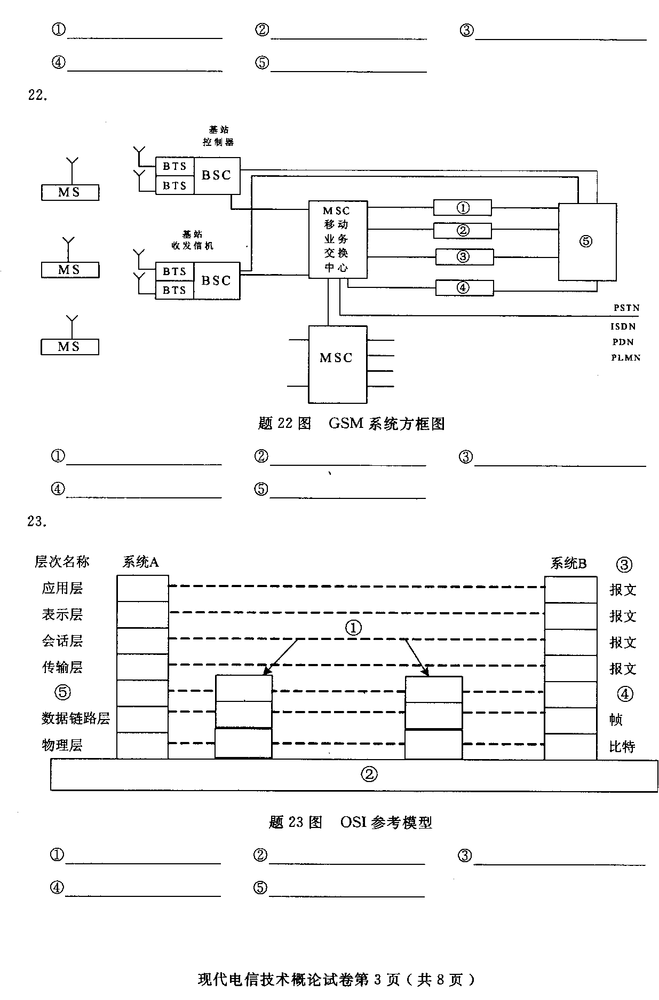 ① ② ③
④ ⑤
22.
基站
控制器
BTS
BSC
BTS
MS
MSC
移动
业务
交换
中心
①
②
③
④
⑤
基站
收发信机
BTS
BSC
BTS
MS
MS
MSC
PSTN
ISDN
PDN
PLMN
题 22 图 GSM 系统方框图
① ② ③
④ ⑤
23.
层次名称 系统A 系统B ③
应用层 报文
表示层 报文
①
会话层 报文
传输层 报文
⑤ ④
数据链路层 帧
物理层 比特
②
题 23 图 OSI 参考模型
① ② ③
④ ⑤
现代电信技术概论试卷第 3 页 ( 共 8 页 )